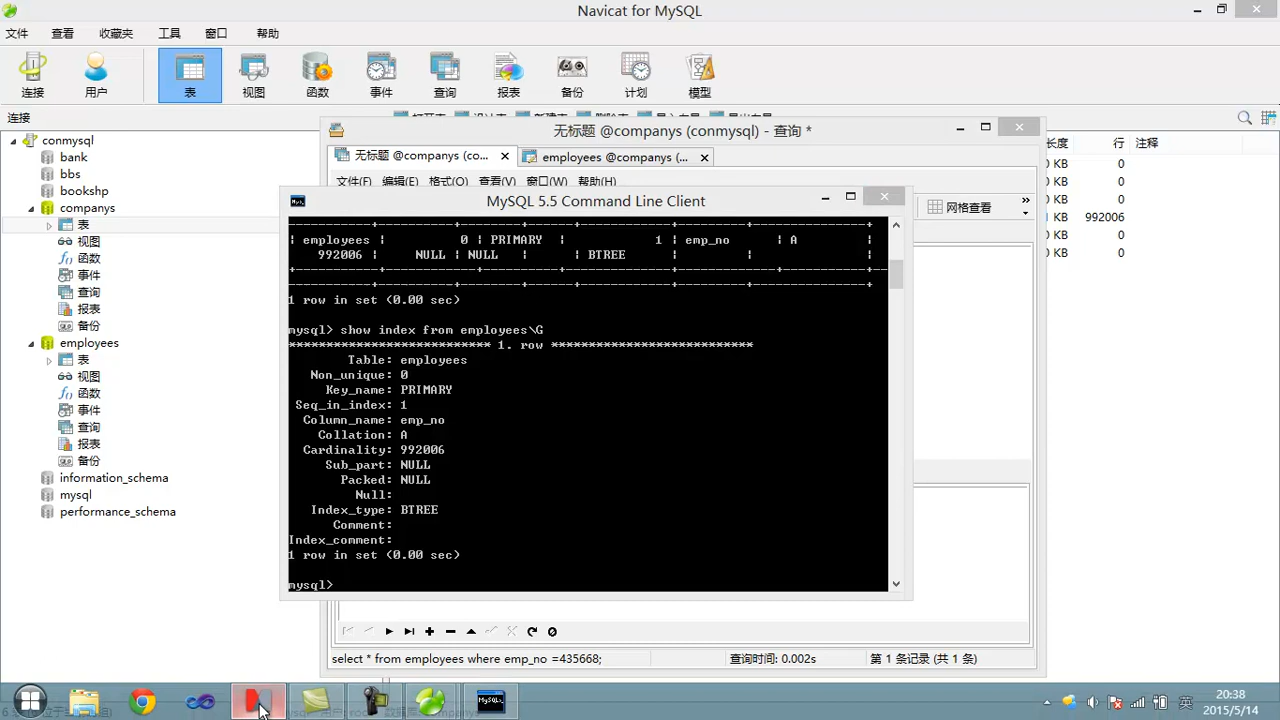 Navicat for MySQL
文件 查看 收藏夹 工具 窗口 帮助
连接 用户 表 视图 函数 事件 查询 报表 备份 计划 模型
连接
conmysql
bank
bbs
bookshp
companys
表
视图
函数
事件
查询
报表
备份
employees
表
视图
函数
事件
查询
报表
备份
information_schema
mysql
performance_schema
长度 行 注释
0 KB 0
0 KB 0
0 KB 0
KB 992006
0 KB 0
0 KB 0
无标题 @companys (conmysql) - 查询 *
无标题 @companys (co... employees @companys (...
文件(F) 编辑(E) 格式(O) 查看(V) 窗口(W) 帮助(H)
网格查看
MySQL 5.5 Command Line Client
| employees | 0 | PRIMARY | 1 | emp_no | A |
992006 | NULL | NULL | | BTREE | | |
1 row in set (0.00 sec)
mysql> show index from employees\G
*************************** 1. row ***************************
Table: employees
Non_unique: 0
Key_name: PRIMARY
Seq_in_index: 1
Column_name: emp_no
Collation: A
Cardinality: 992006
Sub_part: NULL
Packed: NULL
Null:
Index_type: BTREE
Comment:
Index_comment:
1 row in set (0.00 sec)
mysql>
select * from employees where emp_no =435668; 查询时间: 0.002s 第 1 条记录 (共 1 条)
英
20:38
2015/5/14